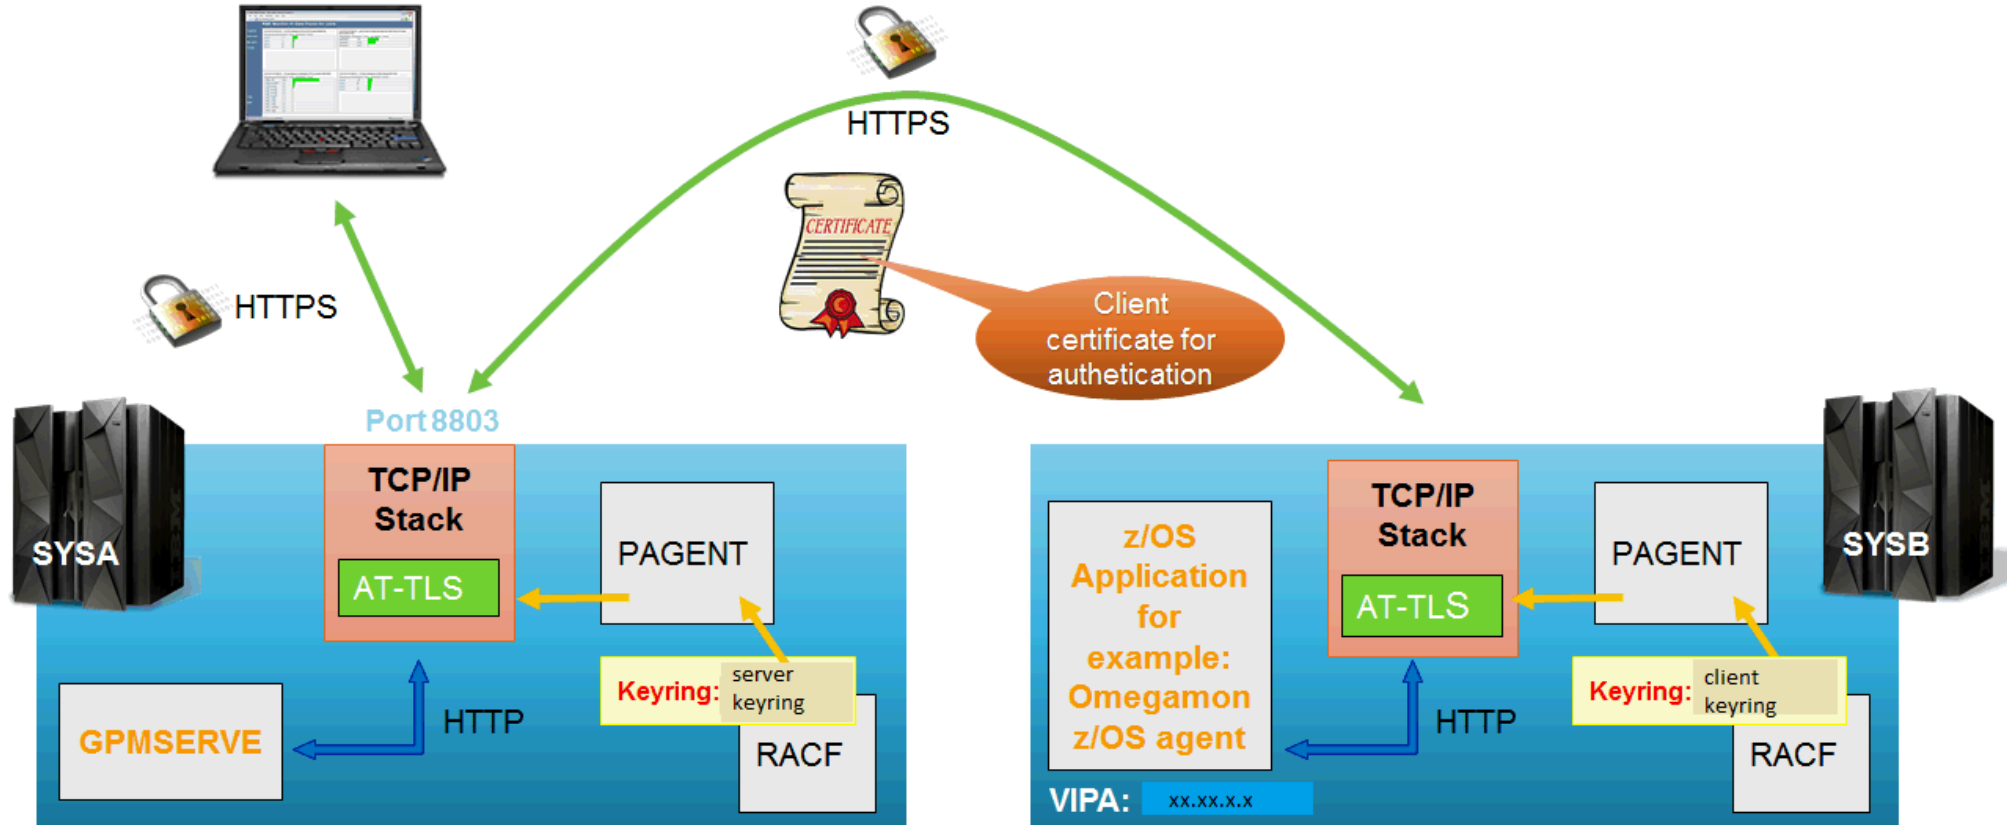 HTTPS
CERTIFICATE
HTTPS
Client
certificate for
authetication
Port 8803
SYSA
TCP/IP
Stack
AT-TLS
PAGENT
Keyring: server
keyring
RACF
HTTP
GPMSERVE
z/OS
Application
for
example:
Omegamon
z/OS agent
VIPA: xx.xx.x.x
TCP/IP
Stack
AT-TLS
PAGENT
Keyring: client
keyring
RACF
HTTP
SYSB
IBM